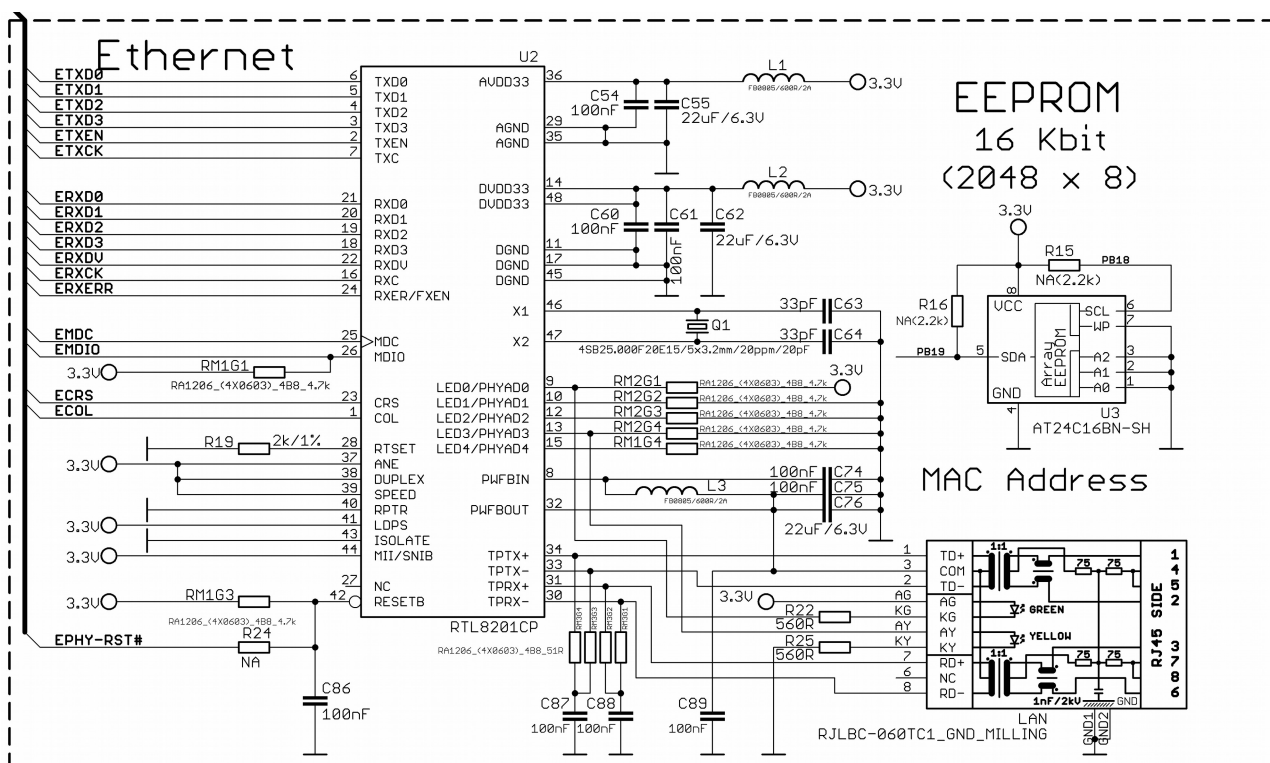 Ethernet
ETXD0
ETXD1
ETXD2
ETXD3
ETXEN
ETXCK
ERXD0
ERXD1
ERXD2
ERXD3
ERXDV
ERXCK
ERXERR
EMDC
EMDIO
3.3V
RM1G1
RA1206_(4X0603)_4B8_4.7k
ECRS
ECOL
R19
2k/1%
3.3V
3.3V
3.3V
3.3V
RM1G3
RA1206_(4X0603)_4B8_4.7k
EPHY-RST#
R24
NA
C86
100nF
U2
6 TXD0
5 TXD1
4 TXD2
3 TXD3
2 TXEN
7 TXC
21 RXD0
20 RXD1
19 RXD2
18 RXD3
22 RXDV
16 RXC
24 RXER/FXEN
25 MDC
26 MDIO
23 CRS
1 COL
28 RTSET
37 ANE
38 DUPLEX
39 SPEED
40 RPTR
41 LDPS
43 ISOLATE
44 MII/SNIB
27 NC
42 RESETB
AVDD33 36
AGND 29
AGND 35
DVDD33 14
DVDD33 48
DGND 11
DGND 17
DGND 45
X1 46
X2 47
LED0/PHYAD0 9
LED1/PHYAD1 10
LED2/PHYAD2 12
LED3/PHYAD3 13
LED4/PHYAD4 15
PWFBIN 8
PWFBOUT 32
TPTX+ 34
TPTX- 33
TPRX+ 31
TPRX- 30
RTL8201CP
L1
FB0805/600R/2A
3.3V
C54
100nF
C55
22uF/6.3V
L2
FB0805/600R/2A
3.3V
C60
100nF
C61
100nF
C62
22uF/6.3V
33pF C63
Q1
33pF C64
4SB25.000F20E15/5x3.2mm/20ppm/20pF
3.3V
RM2G1 RA1206_(4X0603)_4B8_4.7k
RM2G2 RA1206_(4X0603)_4B8_4.7k
RM2G3 RA1206_(4X0603)_4B8_4.7k
RM2G4 RA1206_(4X0603)_4B8_4.7k
RM1G4 RA1206_(4X0603)_4B8_4.7k
100nF C74
100nF C75
C76
22uF/6.3V
L3
FB0805/600R/2A
3.3V
R22
560R
R25
560R
RM3G4
RM3G3
RM3G2
RM3G1
RA1206_(4X0603)_4B8_51R
C87
100nF
C88
100nF
C89
100nF
EEPROM
16 Kbit
(2048 x 8)
3.3V
R15
NA(2.2k)
PB18
R16
NA(2.2k)
PB19
8 VCC
SCL 6
WP 7
5 SDA
Array
EEPROM
A2 3
A1 2
A0 1
GND
4
U3
AT24C16BN-SH
MAC Address
1 TD+
3 COM
2 TD-
AG AG
KG KG
AY AY
KY KY
7 RD+
6 NC
8 RD-
1:1
75
75
GREEN
YELLOW
1:1
75
75
1nF/2kV
GND
RJ45 SIDE
1
4
5
2
3
7
8
6
GND1
GND2
LAN
RJLBC-060TC1_GND_MILLING